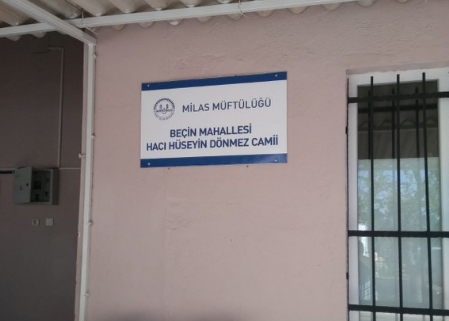 MİLAS MÜFTÜLÜĞÜ
BEÇİN MAHALLESİ
HACI HÜSEYİN DÖNMEZ CAMİİ